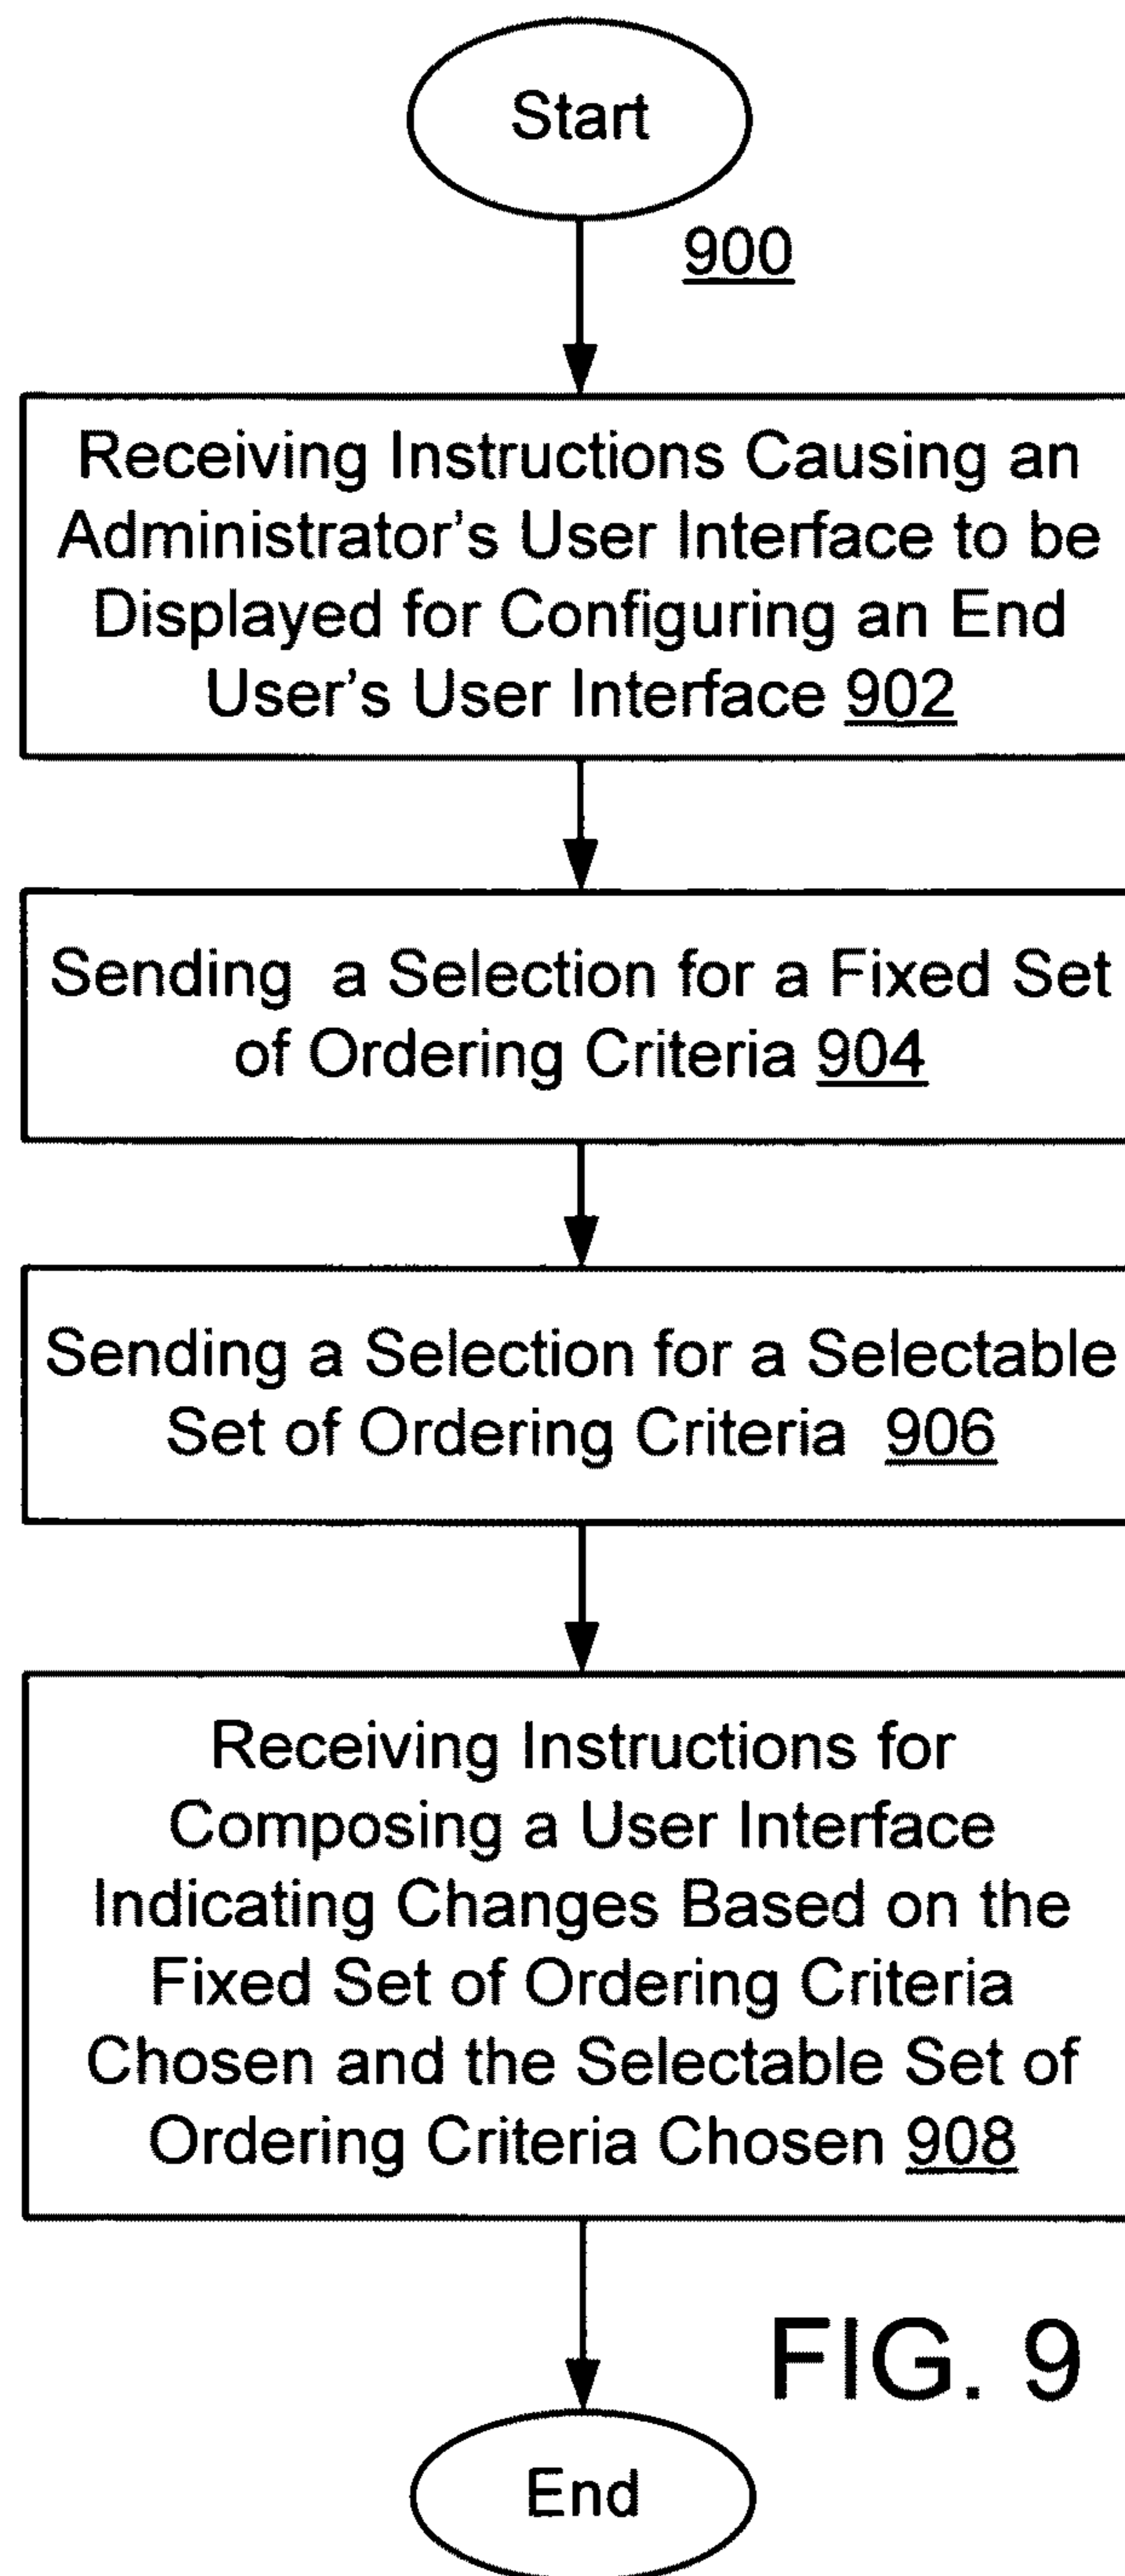 Start
900
Receiving Instructions Causing an
Administrator's User Interface to be
Displayed for Configuring an End
User's User Interface 902
Sending a Selection for a Fixed Set
of Ordering Criteria 904
Sending a Selection for a Selectable
Set of Ordering Criteria 906
Receiving Instructions for
Composing a User Interface
Indicating Changes Based on the
Fixed Set of Ordering Criteria
Chosen and the Selectable Set of
Ordering Criteria Chosen 908
FIG. 9
End